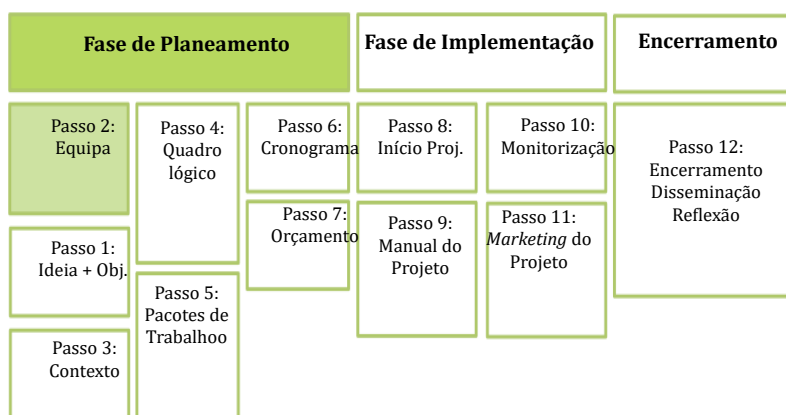 Fase de Planeamento
Fase de Implementação
Encerramento
Passo 2:
Equipa
Passo 1:
Ideia + Obj.
Passo 3:
Contexto
Passo 4:
Quadro
lógico
Passo 5:
Pacotes de
Trabalhoo
Passo 6:
Cronograma
Passo 7:
Orçamento
Passo 8:
Início Proj.
Passo 9:
Manual do
Projeto
Passo 10:
Monitorização
Passo 11:
Marketing do
Projeto
Passo 12:
Encerramento
Disseminação
Reflexão